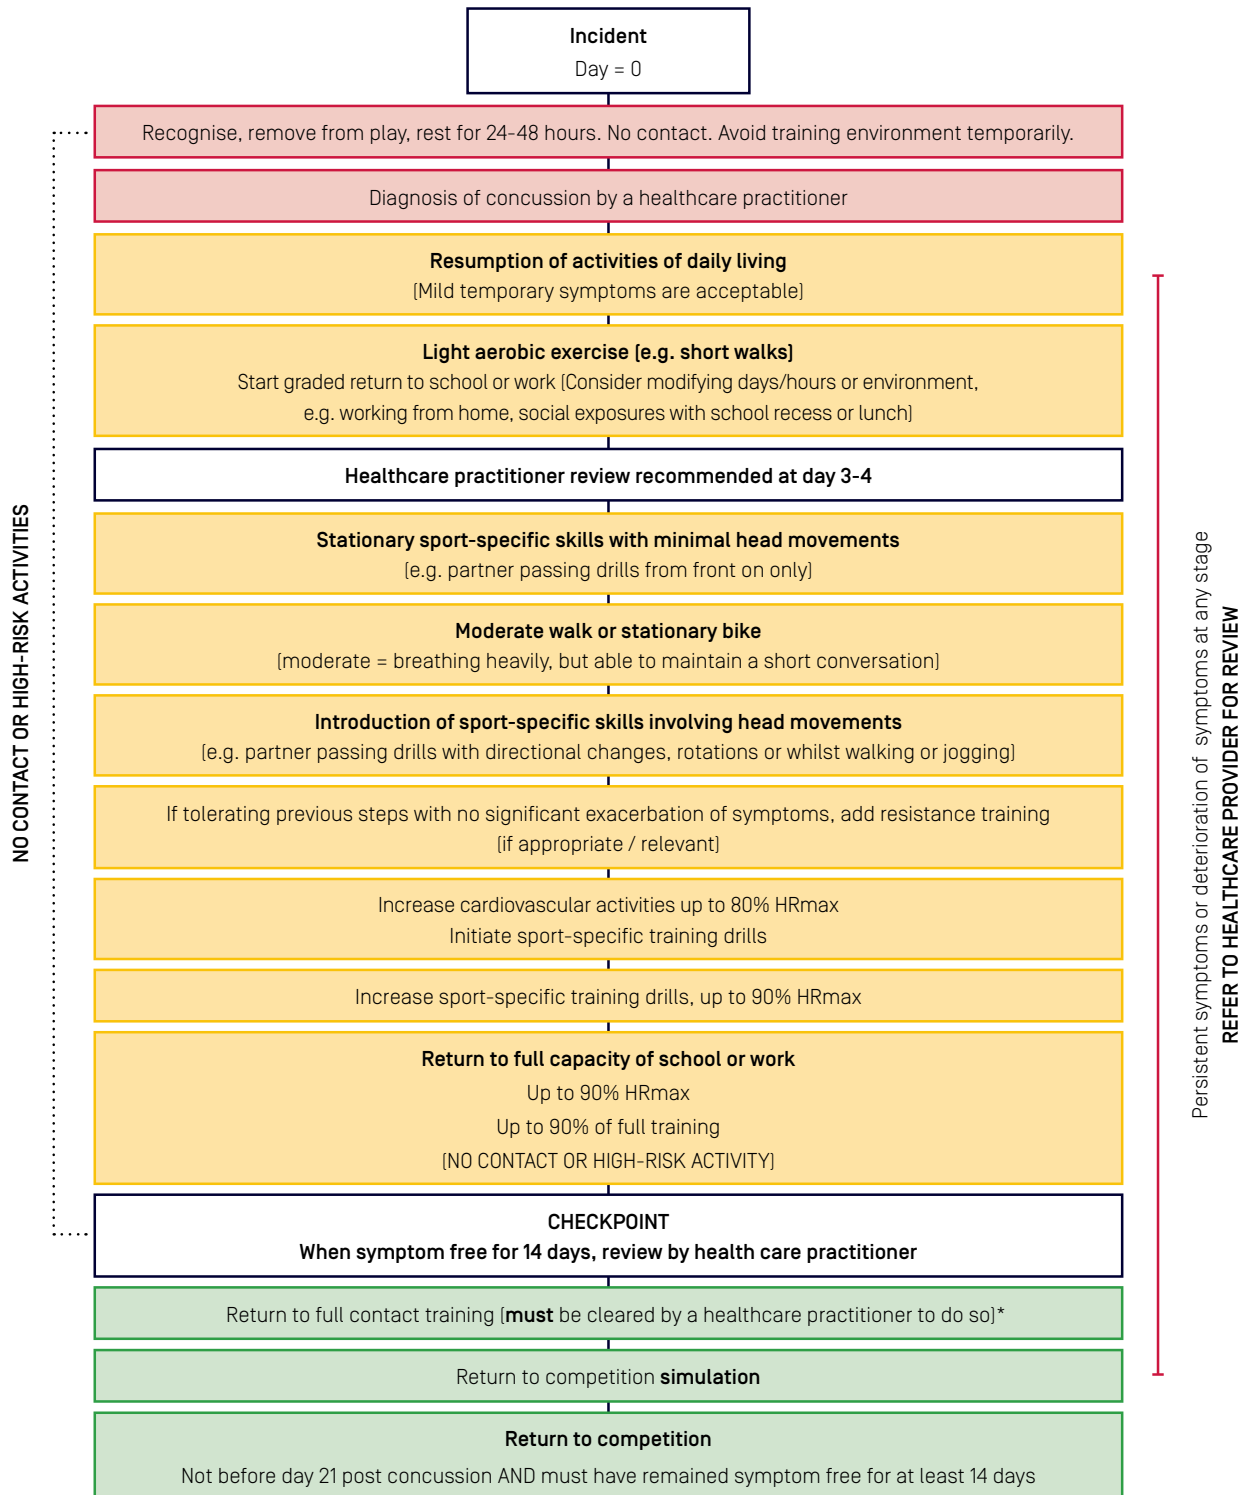 Incident
Day = 0
Recognise, remove from play, rest for 24-48 hours. No contact. Avoid training environment temporarily.
Diagnosis of concussion by a healthcare practitioner
Resumption of activities of daily living
(Mild temporary symptoms are acceptable)
Light aerobic exercise (e.g. short walks)
Start graded return to school or work (Consider modifying days/hours or environment,
e.g. working from home, social exposures with school recess or lunch)
Healthcare practitioner review recommended at day 3-4
Stationary sport-specific skills with minimal head movements
(e.g. partner passing drills from front on only)
Moderate walk or stationary bike
(moderate = breathing heavily, but able to maintain a short conversation)
Introduction of sport-specific skills involving head movements
(e.g. partner passing drills with directional changes, rotations or whilst walking or jogging)
If tolerating previous steps with no significant exacerbation of symptoms, add resistance training
(if appropriate / relevant)
Increase cardiovascular activities up to 80% HRmax
Initiate sport-specific training drills
Increase sport-specific training drills, up to 90% HRmax
Return to full capacity of school or work
Up to 90% HRmax
Up to 90% of full training
(NO CONTACT OR HIGH-RISK ACTIVITY)
CHECKPOINT
When symptom free for 14 days, review by health care practitioner
Return to full contact training (must be cleared by a healthcare practitioner to do so)*
Return to competition simulation
Return to competition
Not before day 21 post concussion AND must have remained symptom free for at least 14 days
NO CONTACT OR HIGH-RISK ACTIVITIES
Persistent symptoms or deterioration of symptoms at any stage
REFER TO HEALTHCARE PROVIDER FOR REVIEW